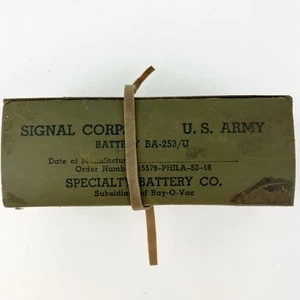 SIGNAL CORPS U. S. ARMY
BATTERY BA-253/U
Date of Manufacture
Order Number 15579-PHILA-52-18
SPECIALTY BATTERY CO.
Subsidiary of Ray-O-Vac